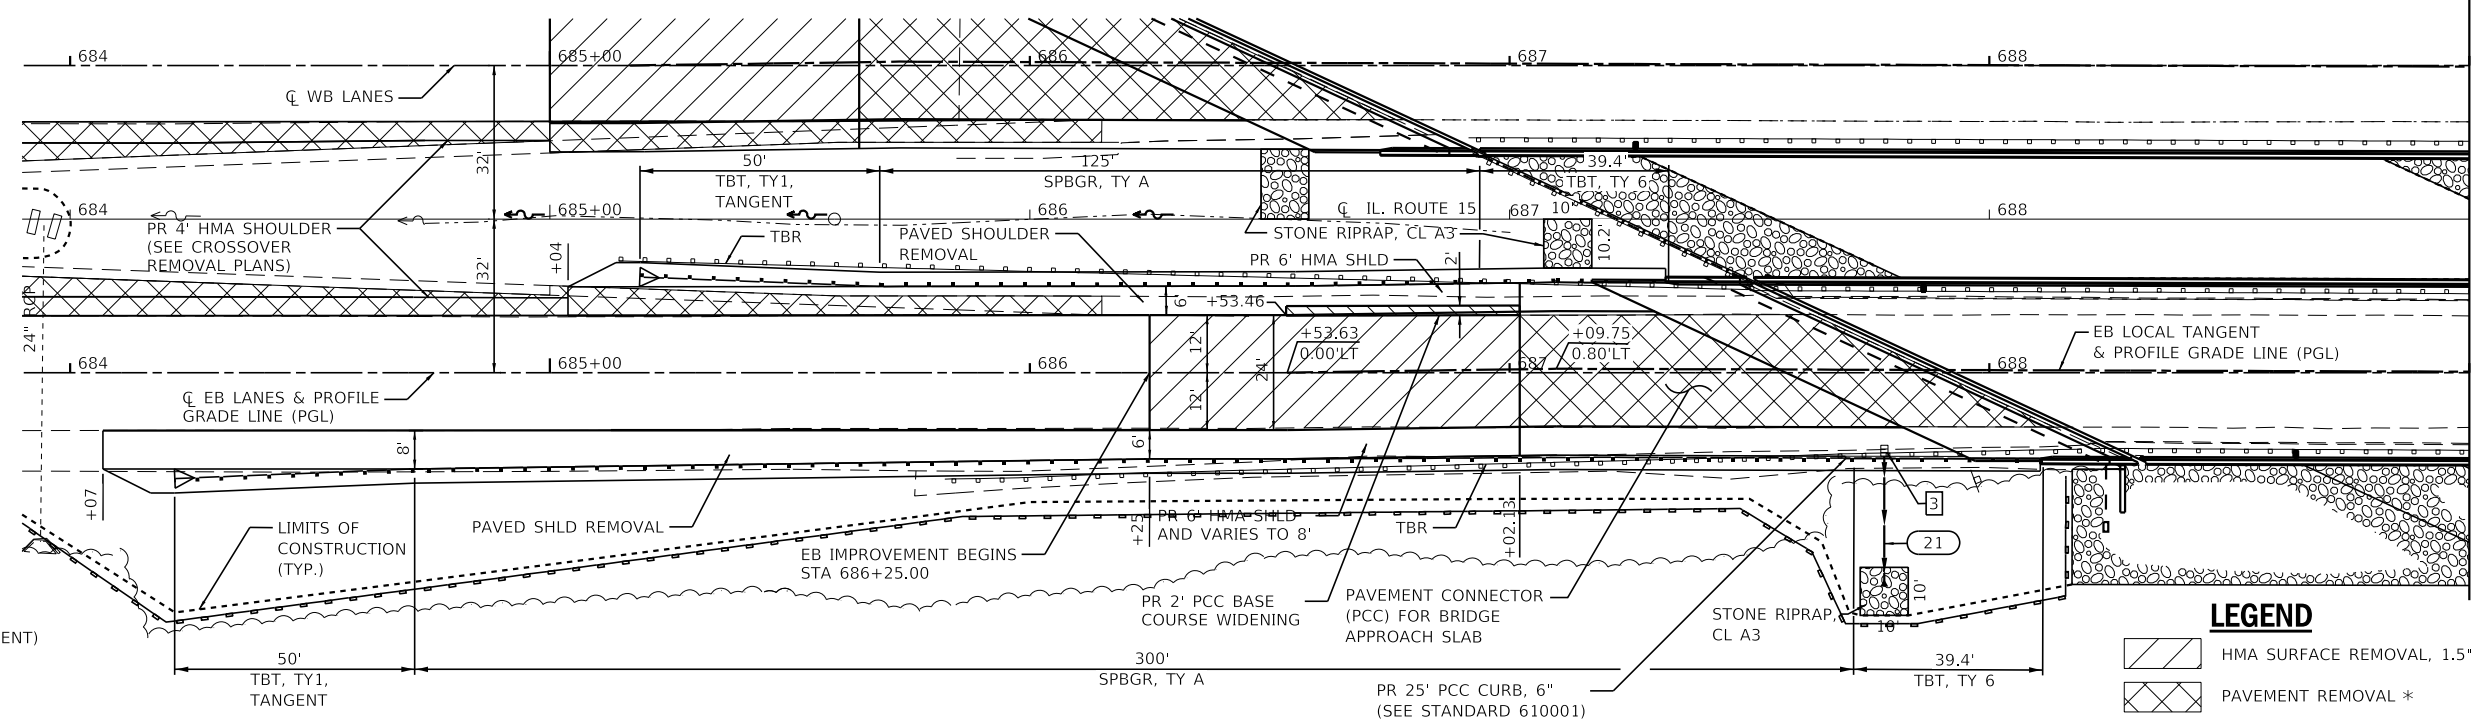 684
685+00
686
687
688
℄ WB LANES
32'
50'
TBT, TY1,
TANGENT
125'
SPBGR, TY A
39.4'
TBT, TY 6
684
685+00
686
℄ IL. ROUTE 15
687
10'
688
PR 4' HMA SHOULDER
(SEE CROSSOVER
REMOVAL PLANS)
TBR
PAVED SHOULDER
REMOVAL
STONE RIPRAP, CL A3
10.2'
+04
32'
PR 6' HMA SHLD
2'
24" RCP
6'
+53.46
+53.63
0.00'LT
+09.75
0.80'LT
12'
24'
12'
EB LOCAL TANGENT
& PROFILE GRADE LINE (PGL)
684
685+00
686
687
688
℄ EB LANES & PROFILE
GRADE LINE (PGL)
8'
6'
+07
LIMITS OF
CONSTRUCTION
(TYP.)
PAVED SHLD REMOVAL
+25
PR 6' HMA SHLD
AND VARIES TO 8'
TBR
+02.13
3
21
EB IMPROVEMENT BEGINS
STA 686+25.00
PR 2' PCC BASE
COURSE WIDENING
PAVEMENT CONNECTOR
(PCC) FOR BRIDGE
APPROACH SLAB
STONE RIPRAP,
CL A3
10'
10'
ENT)
50'
TBT, TY1,
TANGENT
300'
SPBGR, TY A
39.4'
TBT, TY 6
PR 25' PCC CURB, 6"
(SEE STANDARD 610001)
LEGEND
HMA SURFACE REMOVAL, 1.5"
PAVEMENT REMOVAL *